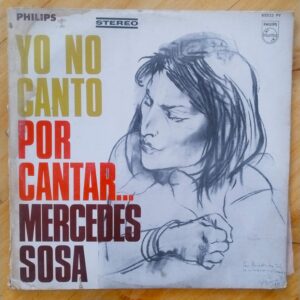 PHILIPS
STEREO
YO NO
CANTO
POR
CANTAR...
MERCEDES
SOSA